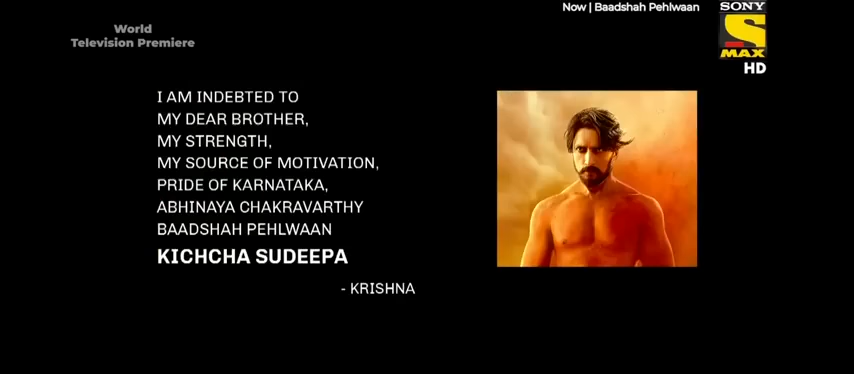 Now | Baadshah Pehlwaan
World
Television Premiere
SONY
S
MAX
HD
I AM INDEBTED TO
MY DEAR BROTHER,
MY STRENGTH,
MY SOURCE OF MOTIVATION,
PRIDE OF KARNATAKA,
ABHINAYA CHAKRAVARTHY
BAADSHAH PEHLWAAN
KICHCHA SUDEEPA
- KRISHNA